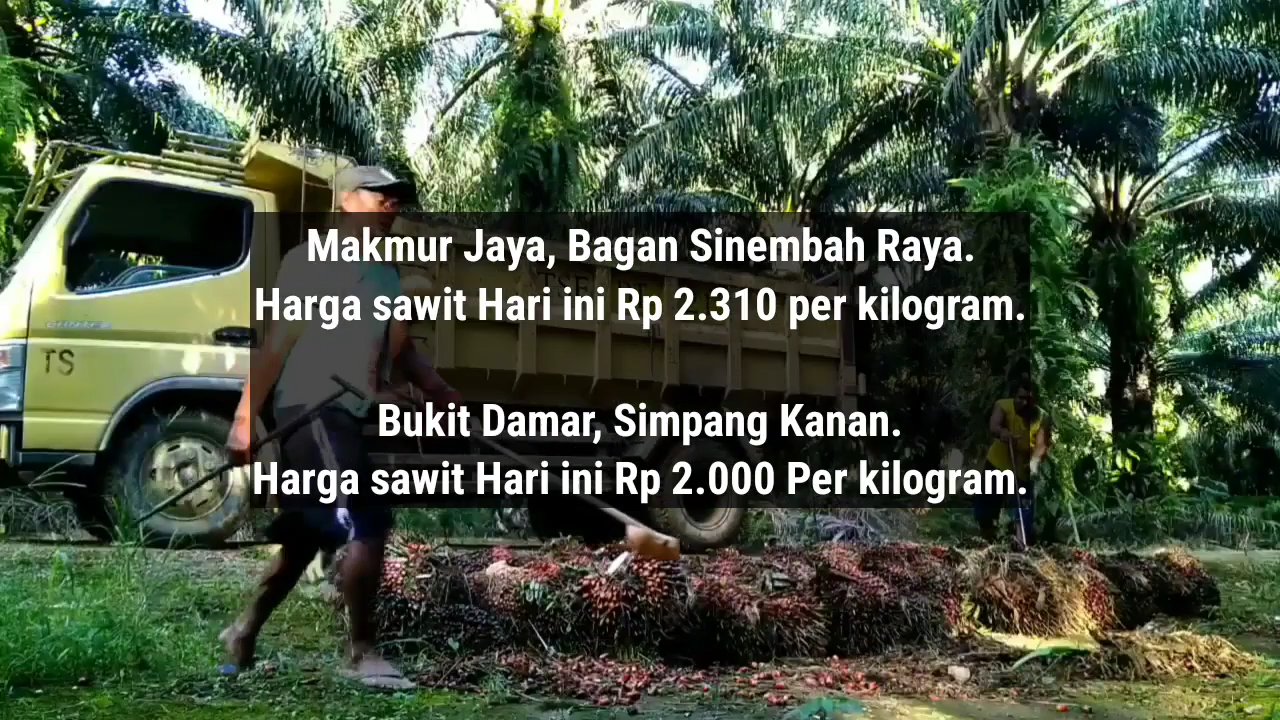 Makmur Jaya, Bagan Sinembah Raya.
Harga sawit Hari ini Rp 2.310 per kilogram.
Bukit Damar, Simpang Kanan.
Harga sawit Hari ini Rp 2.000 Per kilogram.
TS